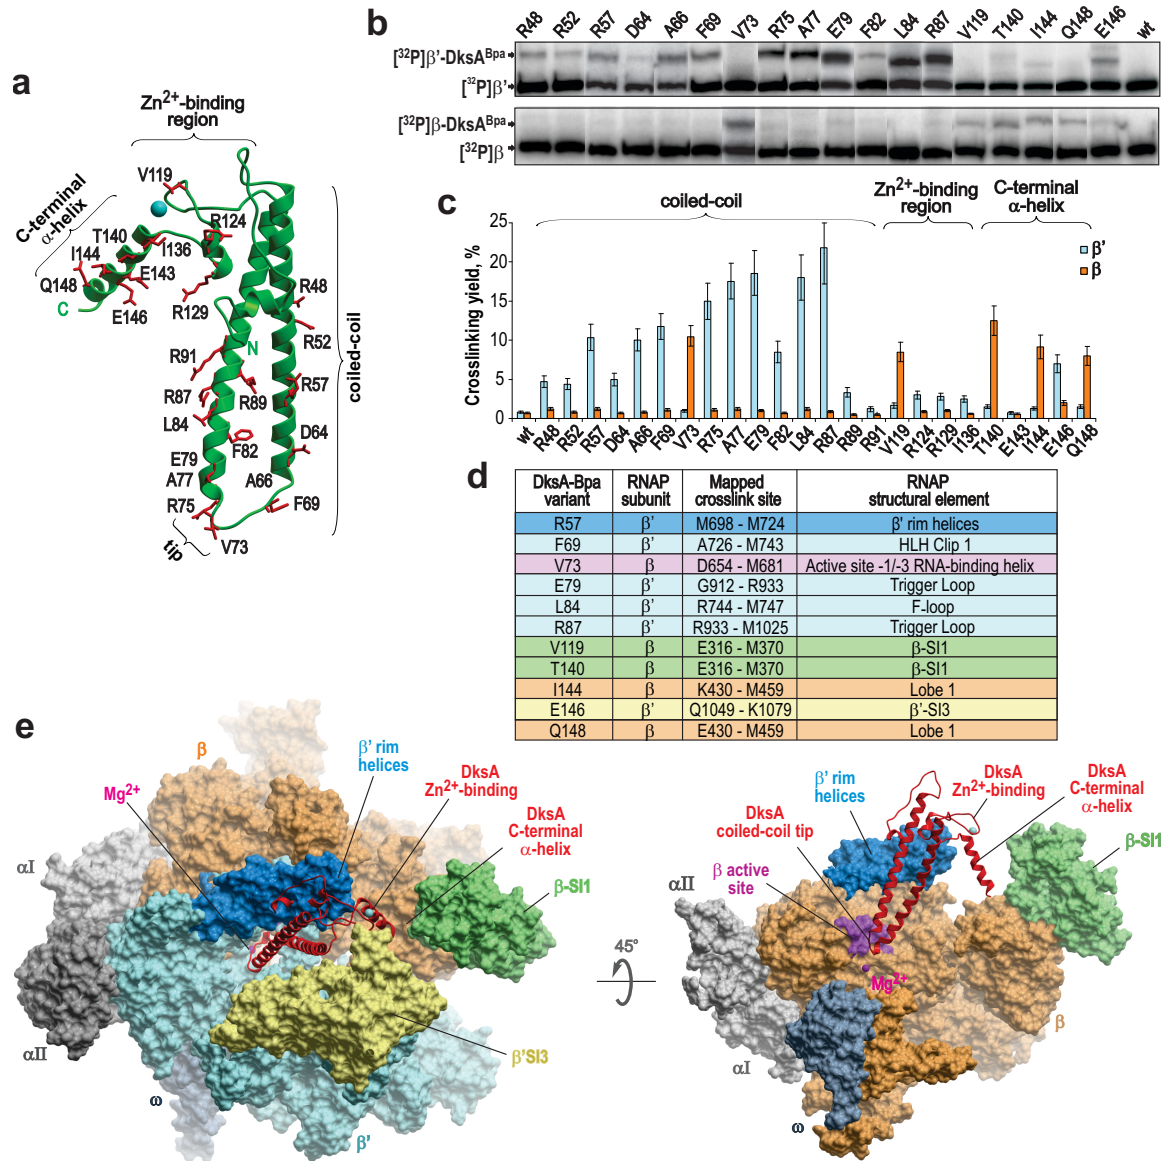 a
Zn2+-binding
region
V119
C-terminal
α-helix
R124
T140
I136
I144
E143
Q148
C
E146
R129
R48
R52
N
R91
R57
R87
R89
L84
D64
F82
E79
A77
A66
R75
F69
V73
tip
coiled-coil
b
R48 R52 R57 D64 A66 F69 V73 R75 A77 E79 F82 L84 R87 V119 T140 I144 Q148 E146 wt
[32P]β'-DksABpa
[32P]β'
[32P]β-DksABpa
[32P]β
c
coiled-coil
Zn2+-binding
region
C-terminal
α-helix
β'
β
Crosslinking yield, %
25
20
15
10
5
0
wt R48 R52 R57 D64 A66 F69 V73 R75 A77 E79 F82 L84 R87 R89 R91 V119 R124 R129 I136 T140 E143 I144 E146 Q148
d
DksA-Bpa variant RNAP subunit Mapped crosslink site RNAP structural element
R57 β' M698 - M724 β' rim helices
F69 β' A726 - M743 HLH Clip 1
V73 β D654 - M681 Active site -1/-3 RNA-binding helix
E79 β' G912 - R933 Trigger Loop
L84 β' R744 - M747 F-loop
R87 β' R933 - M1025 Trigger Loop
V119 β E316 - M370 β-SI1
T140 β E316 - M370 β-SI1
I144 β K430 - M459 Lobe 1
E146 β' Q1049 - K1079 β'-SI3
Q148 β E430 - M459 Lobe 1
e
β
β' rim
helices
DksA
Zn2+-binding
Mg2+
DksA
C-terminal
α-helix
αI
β-SI1
αII
β'SI3
ω
β'
45°
β' rim
helices
DksA
Zn2+-binding
DksA
C-terminal
α-helix
DksA
coiled-coil tip
β-SI1
β active
site
αII
Mg2+
β
αI
ω